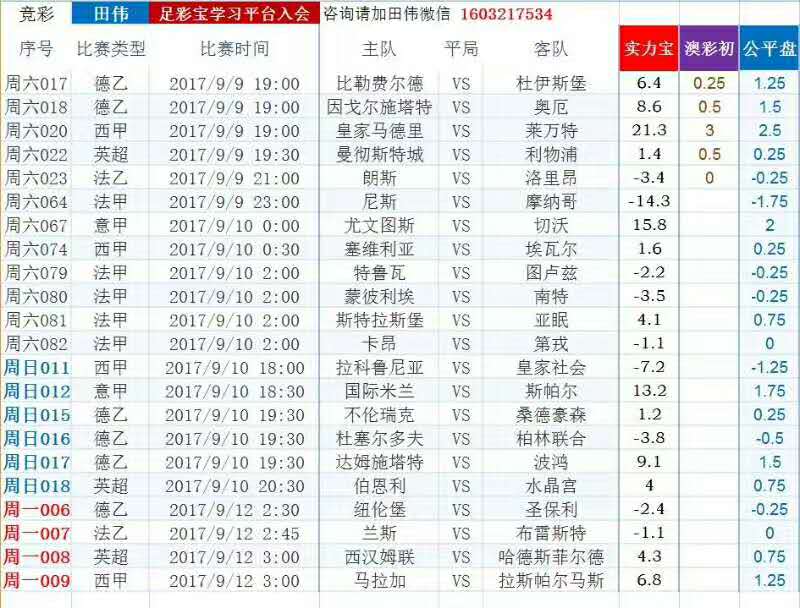 竞彩 田伟 足彩宝学习平台入会 咨询请加田伟微信 1603217534
序号 比赛类型 比赛时间 主队 平局 客队 实力宝 澳彩初 公平盘
周六017 德乙 2017/9/9 19:00 比勒费尔德 VS 杜伊斯堡 6.4 0.25 1.25
周六018 德乙 2017/9/9 19:00 因戈尔施塔特 VS 奥厄 8.6 0.5 1.5
周六020 西甲 2017/9/9 19:00 皇家马德里 VS 莱万特 21.3 3 2.5
周六022 英超 2017/9/9 19:30 曼彻斯特城 VS 利物浦 1.4 0.5 0.25
周六023 法乙 2017/9/9 21:00 朗斯 VS 洛里昂 -3.4 0 -0.25
周六064 法甲 2017/9/9 23:00 尼斯 VS 摩纳哥 -14.3 -1.75
周六067 意甲 2017/9/10 0:00 尤文图斯 VS 切沃 15.8 2
周六074 西甲 2017/9/10 0:30 塞维利亚 VS 埃瓦尔 1.6 0.25
周六079 法甲 2017/9/10 2:00 特鲁瓦 VS 图卢兹 -2.2 -0.25
周六080 法甲 2017/9/10 2:00 蒙彼利埃 VS 南特 -3.5 -0.25
周六081 法甲 2017/9/10 2:00 斯特拉斯堡 VS 亚眠 4.1 0.75
周六082 法甲 2017/9/10 2:00 卡昂 VS 第戎 -1.1 0
周日011 西甲 2017/9/10 18:00 拉科鲁尼亚 VS 皇家社会 -7.2 -1.25
周日012 意甲 2017/9/10 18:30 国际米兰 VS 斯帕尔 13.2 1.75
周日015 德乙 2017/9/10 19:30 不伦瑞克 VS 桑德豪森 1.2 0.25
周日016 德乙 2017/9/10 19:30 杜塞尔多夫 VS 柏林联合 -3.8 -0.5
周日017 德乙 2017/9/10 19:30 达姆施塔特 VS 波鸿 9.1 1.5
周日018 英超 2017/9/10 20:30 伯恩利 VS 水晶宫 4 0.75
周一006 德乙 2017/9/12 2:30 纽伦堡 VS 圣保利 -2.4 -0.25
周一007 法乙 2017/9/12 2:45 兰斯 VS 布雷斯特 -1.1 0
周一008 英超 2017/9/12 3:00 西汉姆联 VS 哈德斯菲尔德 4.3 0.75
周一009 西甲 2017/9/12 3:00 马拉加 VS 拉斯帕尔马斯 6.8 1.25